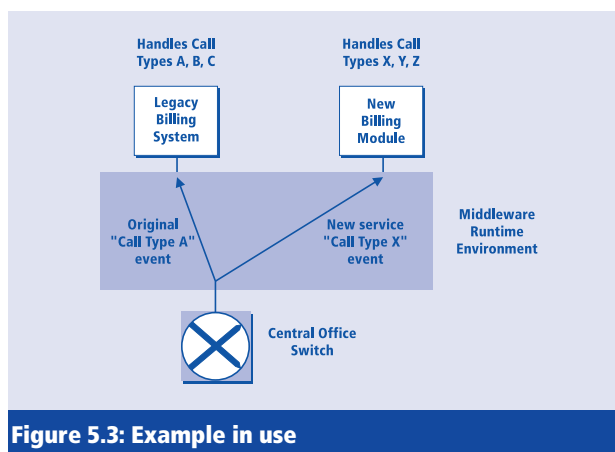 Handles Call
Types A, B, C
Handles Call
Types X, Y, Z
Legacy
Billing
System
New
Billing
Module
Original
"Call Type A"
event
New service
"Call Type X"
event
Middleware
Runtime
Environment
Central Office
Switch
Figure 5.3: Example in use